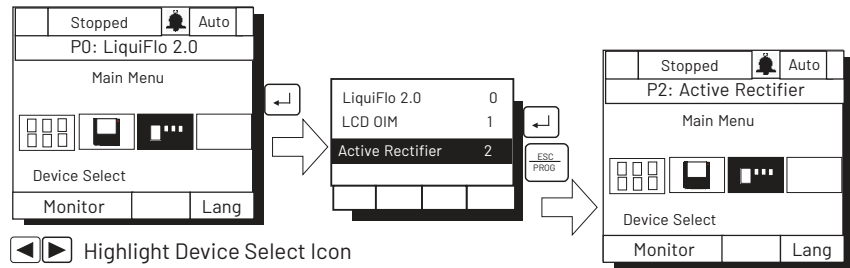 Stopped Auto
P0: LiquiFlo 2.0
Main Menu
Device Select
Monitor Lang
LiquiFlo 2.0 0
LCD OIM 1
Active Rectifier 2
ESC
PROG
Stopped Auto
P2: Active Rectifier
Main Menu
Device Select
Monitor Lang
Highlight Device Select Icon